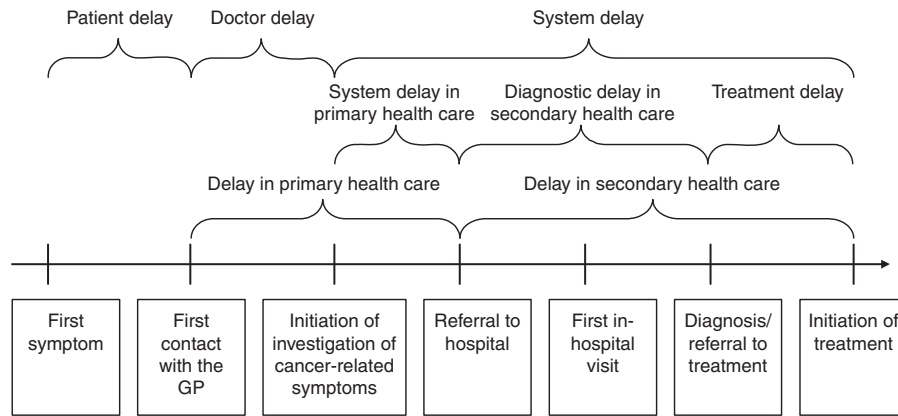 Patient delay
Doctor delay
System delay
System delay in
primary health care
Diagnostic delay in
secondary health care
Treatment delay
Delay in primary health care
Delay in secondary health care
First
symptom
First
contact
with the
GP
Initiation of
investigation of
cancer-related
symptoms
Referral to
hospital
First in-
hospital
visit
Diagnosis/
referral to
treatment
Initiation of
treatment